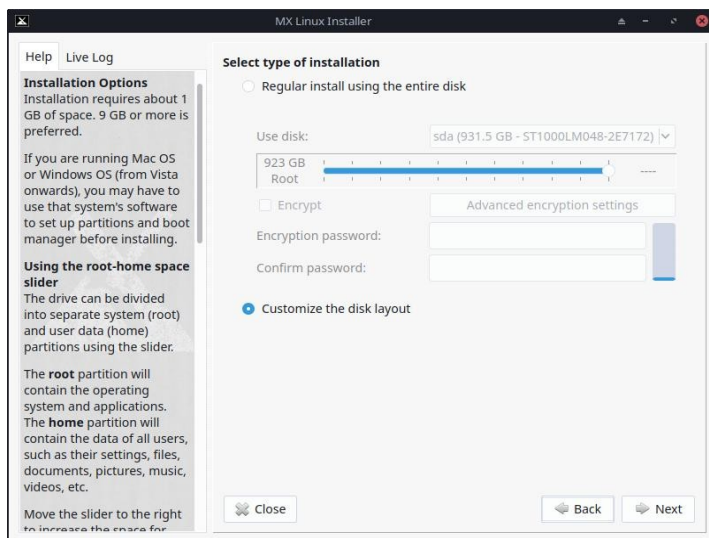 MX Linux Installer
Help
Live Log
Installation Options
Installation requires about 1
GB of space. 9 GB or more is
preferred.
If you are running Mac OS
or Windows OS (from Vista
onwards), you may have to
use that system's software
to set up partitions and boot
manager before installing.
Using the root-home space
slider
The drive can be divided
into separate system (root)
and user data (home)
partitions using the slider.
The root partition will
contain the operating
system and applications.
The home partition will
contain the data of all users,
such as their settings, files,
documents, pictures, music,
videos, etc.
Move the slider to the right
to increase the space for
Select type of installation
Regular install using the entire disk
Use disk:
sda (931.5 GB - ST1000LM048-2E7172)
923 GB
Root
----
Encrypt
Advanced encryption settings
Encryption password:
Confirm password:
Customize the disk layout
Close
Back
Next